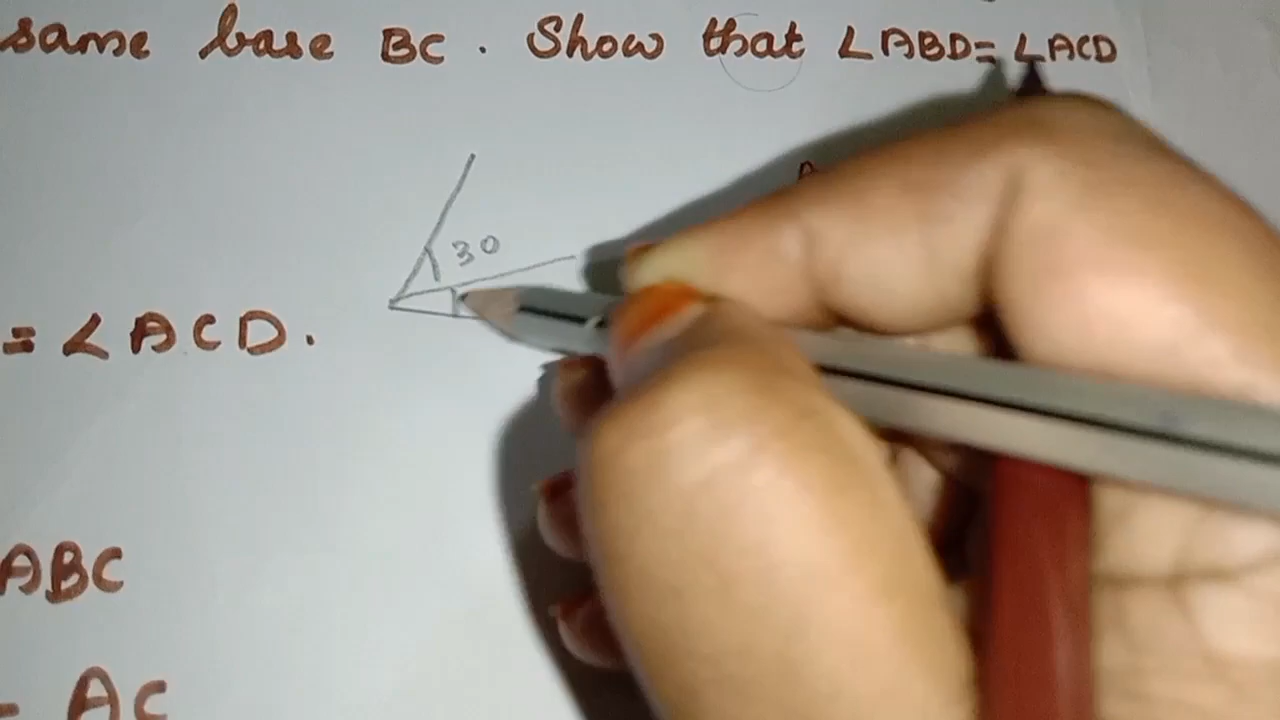 same base BC. Show that ∠ABD = ∠ACD
30
= ∠ACD.
ABC
= AC